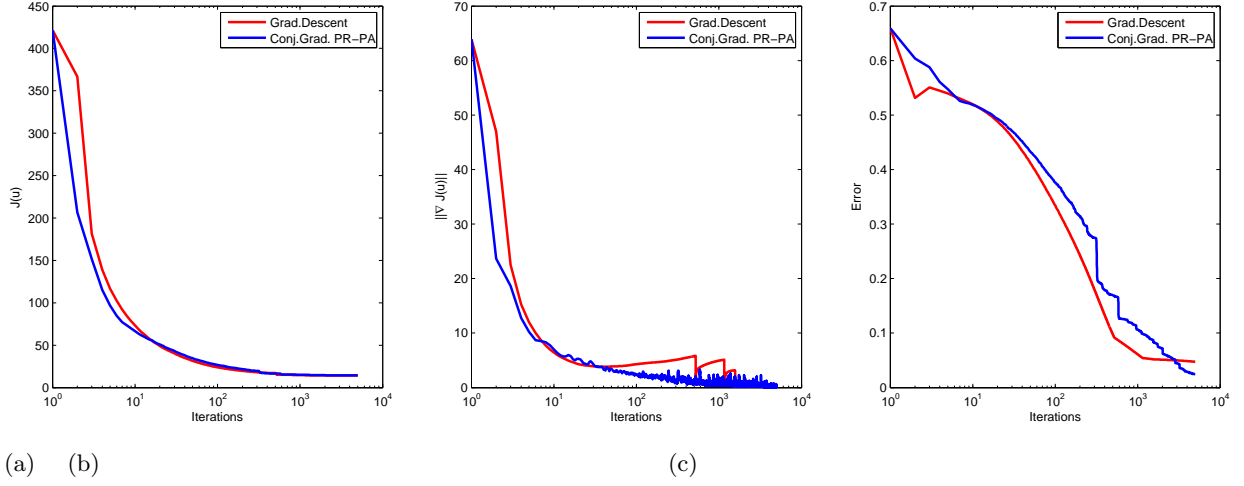 450
400
350
300
250
200
150
100
50
0
J(u)
10^0 10^1 10^2 10^3 10^4
Iterations
Grad.Descent
Conj.Grad. PR−PA
70
60
50
40
30
20
10
0
||∇ J(u)||
10^0 10^1 10^2 10^3 10^4
Iterations
Grad.Descent
Conj.Grad. PR−PA
0.7
0.6
0.5
0.4
0.3
0.2
0.1
0
Error
10^0 10^1 10^2 10^3 10^4
Iterations
Grad.Descent
Conj.Grad. PR−PA
(a) (b) (c)